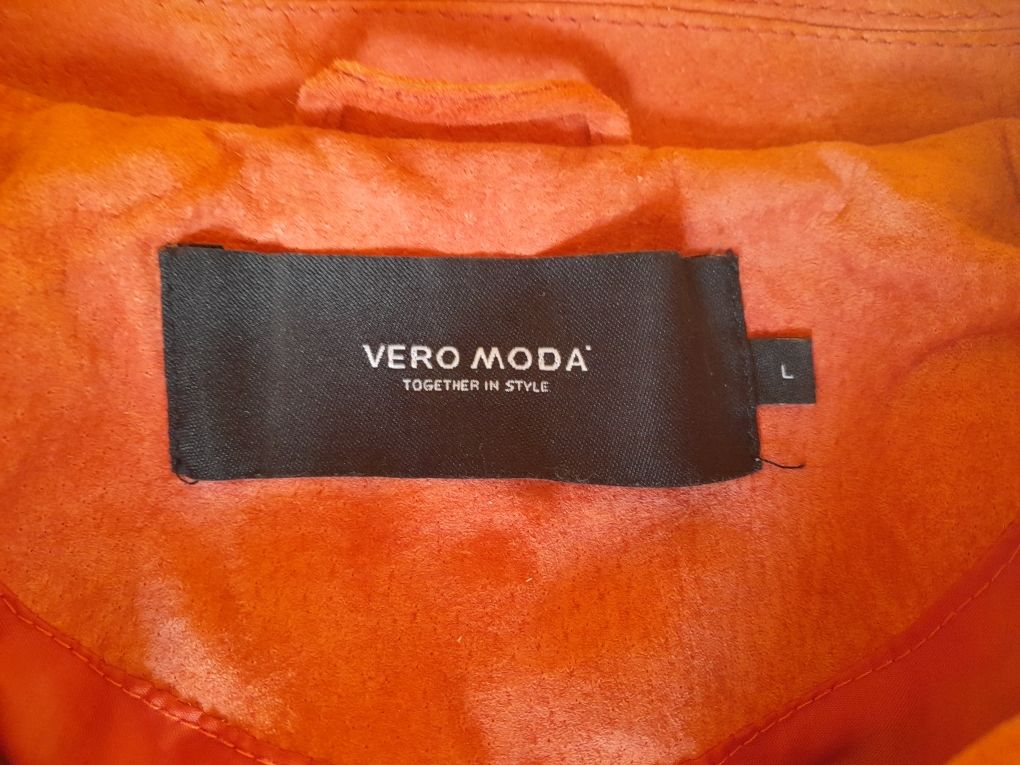 VERO MODA
TOGETHER IN STYLE
L